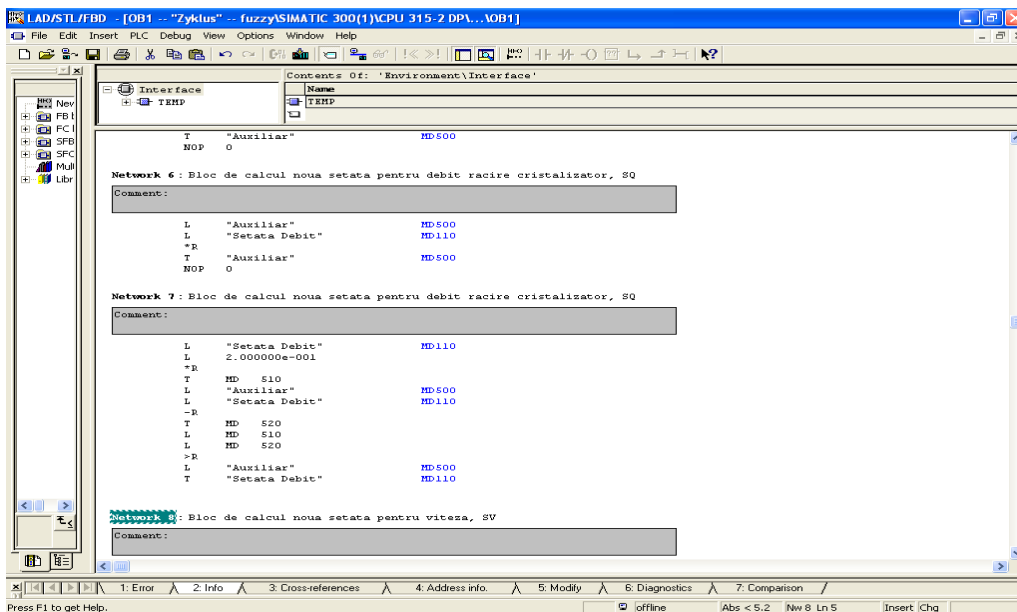 LAD/STL/FBD - [OB1 -- "Zyklus" -- fuzzy\SIMATIC 300(1)\CPU 315-2 DP\...\OB1]
File Edit Insert PLC Debug View Options Window Help
Contents Of: 'Environment\Interface'
Interface
TEMP
Name
TEMP
New
FB
FC
SFB
SFC
Mul
Libr
T "Auxiliar" MD500
NOP 0
Network 6 : Bloc de calcul noua setata pentru debit racire cristalizator, SQ
Comment:
L "Auxiliar" MD500
L "Setata Debit" MD110
*R
T "Auxiliar" MD500
NOP 0
Network 7 : Bloc de calcul noua setata pentru debit racire cristalizator, SQ
Comment:
L "Setata Debit" MD110
L 2.000000e-001
*R
T MD 510
L "Auxiliar" MD500
L "Setata Debit" MD110
-R
T MD 520
L MD 510
L MD 520
>R
L "Auxiliar" MD500
T "Setata Debit" MD110
Network 8 : Bloc de calcul noua setata pentru viteza, SV
Comment:
1: Error 2: Info 3: Cross-references 4: Address info. 5: Modify 6: Diagnostics 7: Comparison
Press F1 to get Help. offline Abs < 5.2 Nw 8 Ln 5 Insert Chg